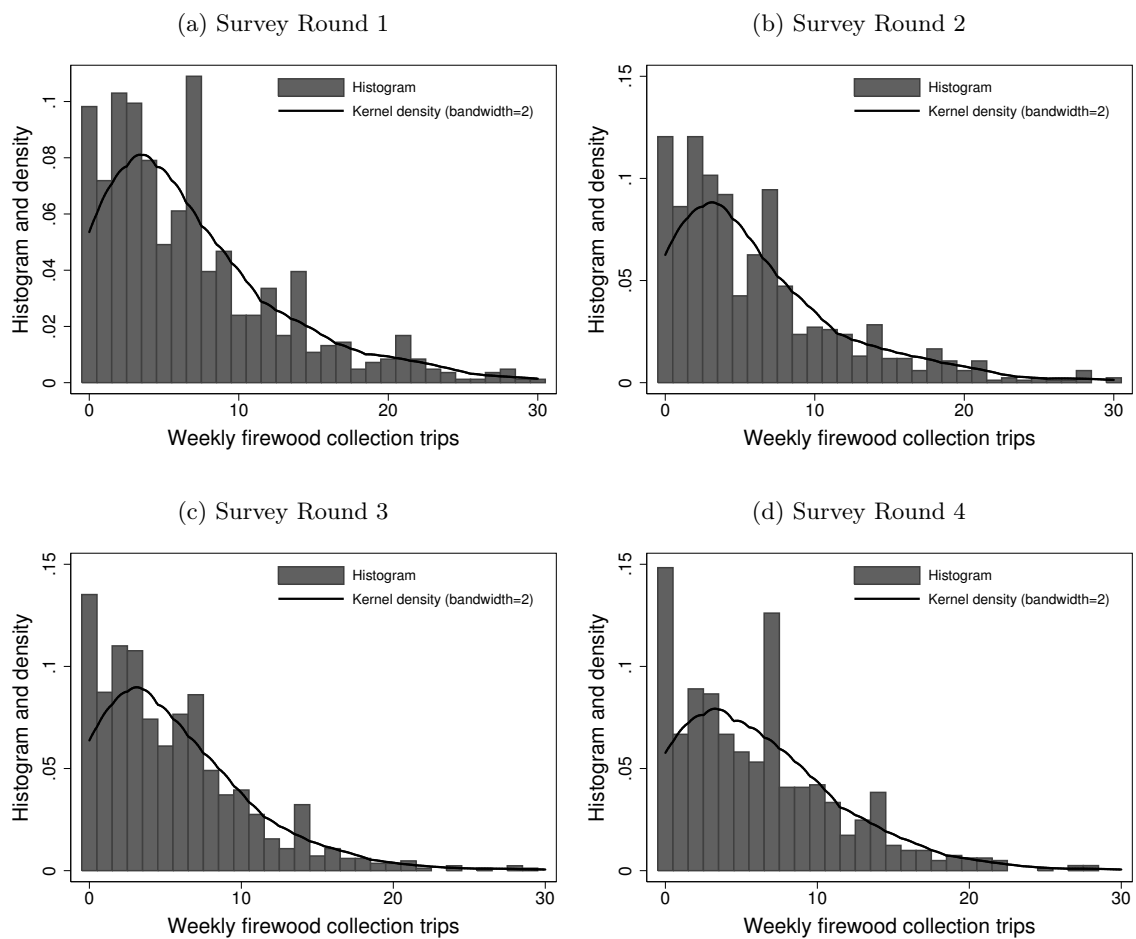 (a) Survey Round 1
Histogram and density
.1
.08
.06
.04
.02
0
Histogram
Kernel density (bandwidth=2)
0 10 20 30
Weekly firewood collection trips
(b) Survey Round 2
Histogram and density
.15
.1
.05
0
Histogram
Kernel density (bandwidth=2)
0 10 20 30
Weekly firewood collection trips
(c) Survey Round 3
Histogram and density
.15
.1
.05
0
Histogram
Kernel density (bandwidth=2)
0 10 20 30
Weekly firewood collection trips
(d) Survey Round 4
Histogram and density
.15
.1
.05
0
Histogram
Kernel density (bandwidth=2)
0 10 20 30
Weekly firewood collection trips